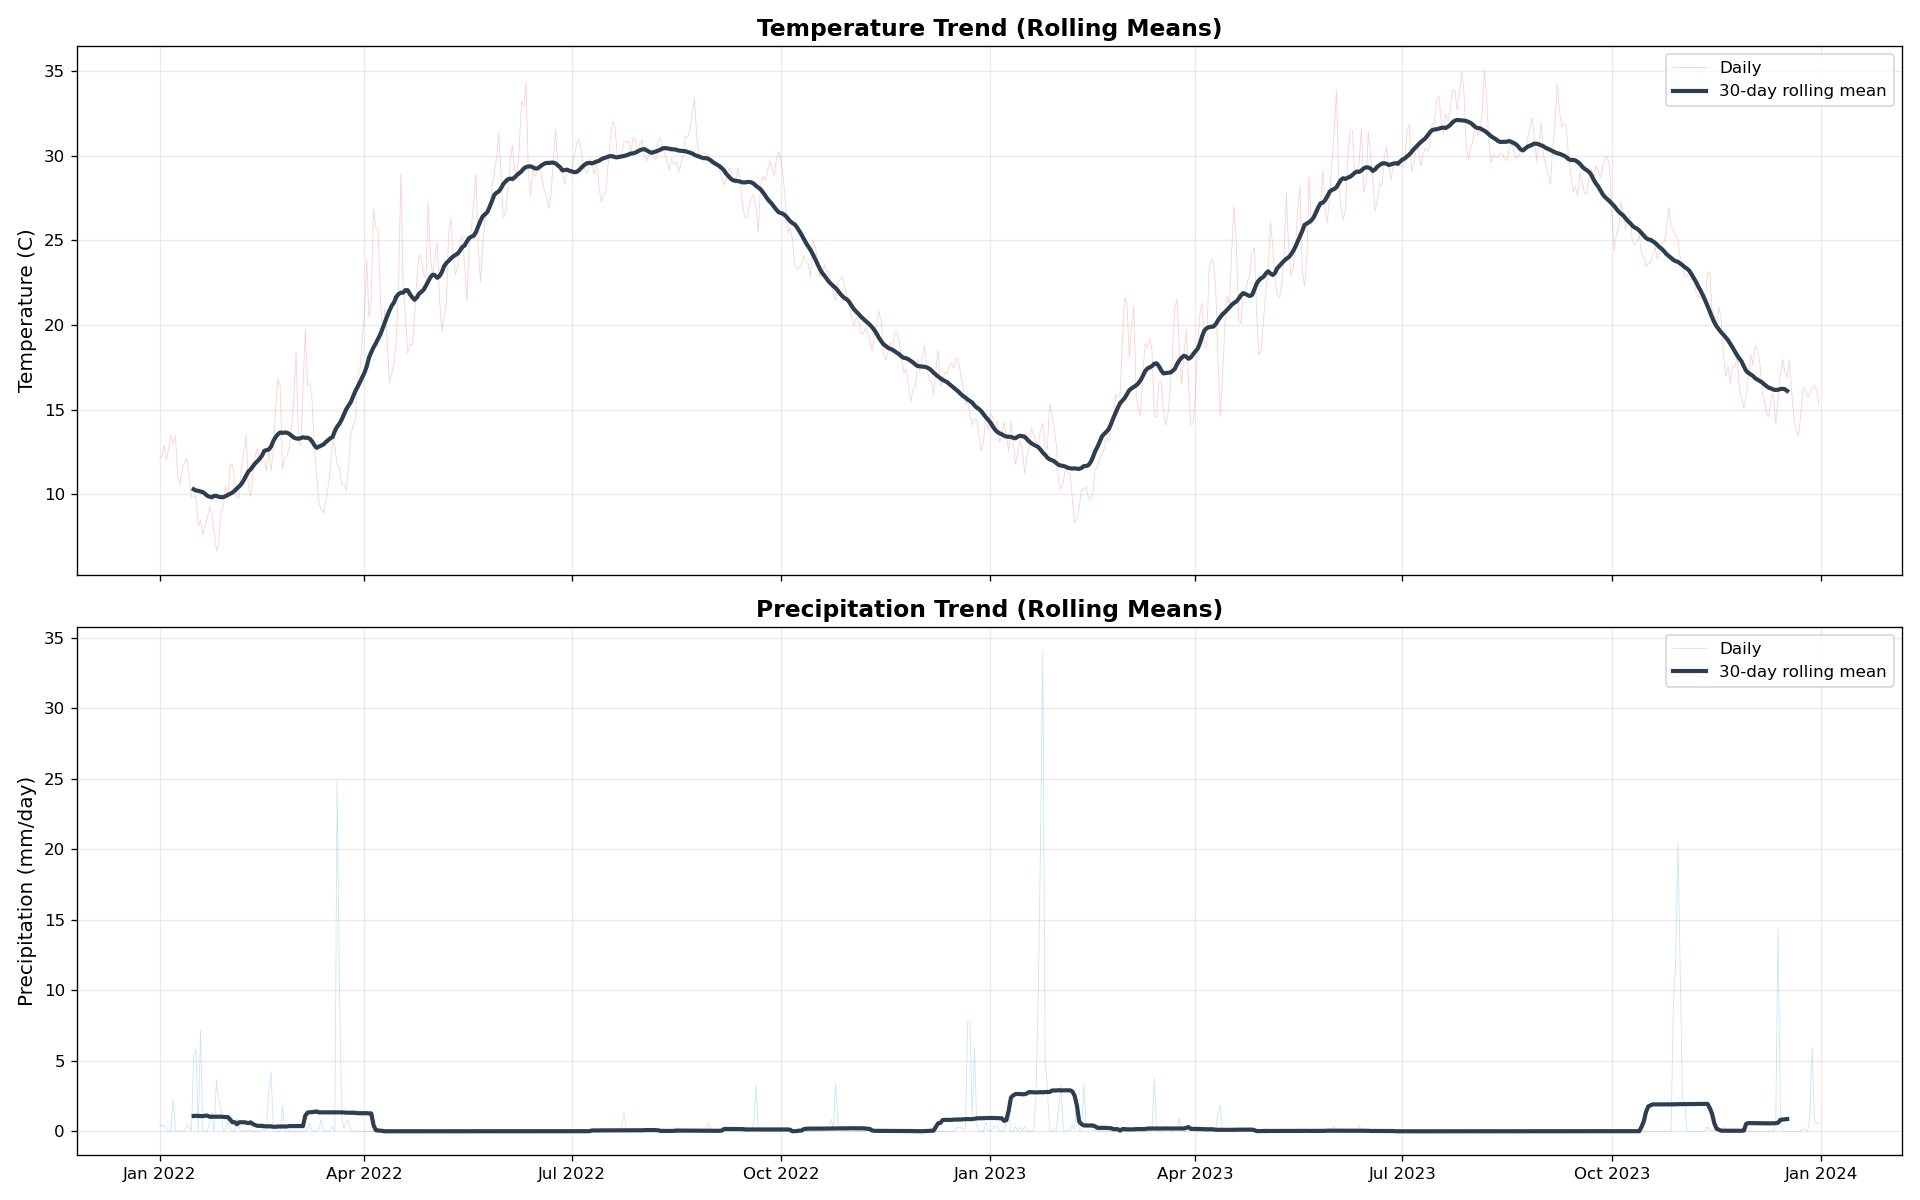 Temperature Trend (Rolling Means)
Daily
30-day rolling mean
Temperature (C)
35
30
25
20
15
10
Precipitation Trend (Rolling Means)
Daily
30-day rolling mean
Precipitation (mm/day)
35
30
25
20
15
10
5
0
Jan 2022 Apr 2022 Jul 2022 Oct 2022 Jan 2023 Apr 2023 Jul 2023 Oct 2023 Jan 2024